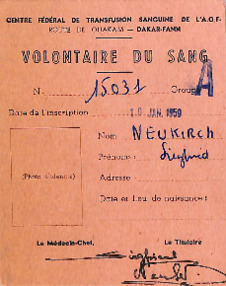 CENTRE FÉDÉRAL DE TRANSFUSION SANGUINE DE L'A.O.F.
ROUTE DE OUAKAM - DAKAR-FANN
VOLONTAIRE DU SANG
N. 15031 Groupe A
Date de l'inscription 10 JAN. 1959
Nom NEUKIRCH
Prénoms : Siegfried
Adresse
(Photo d'identité)
Date et lieu de naissance :
Le Médecin-Chef, Le Titulaire